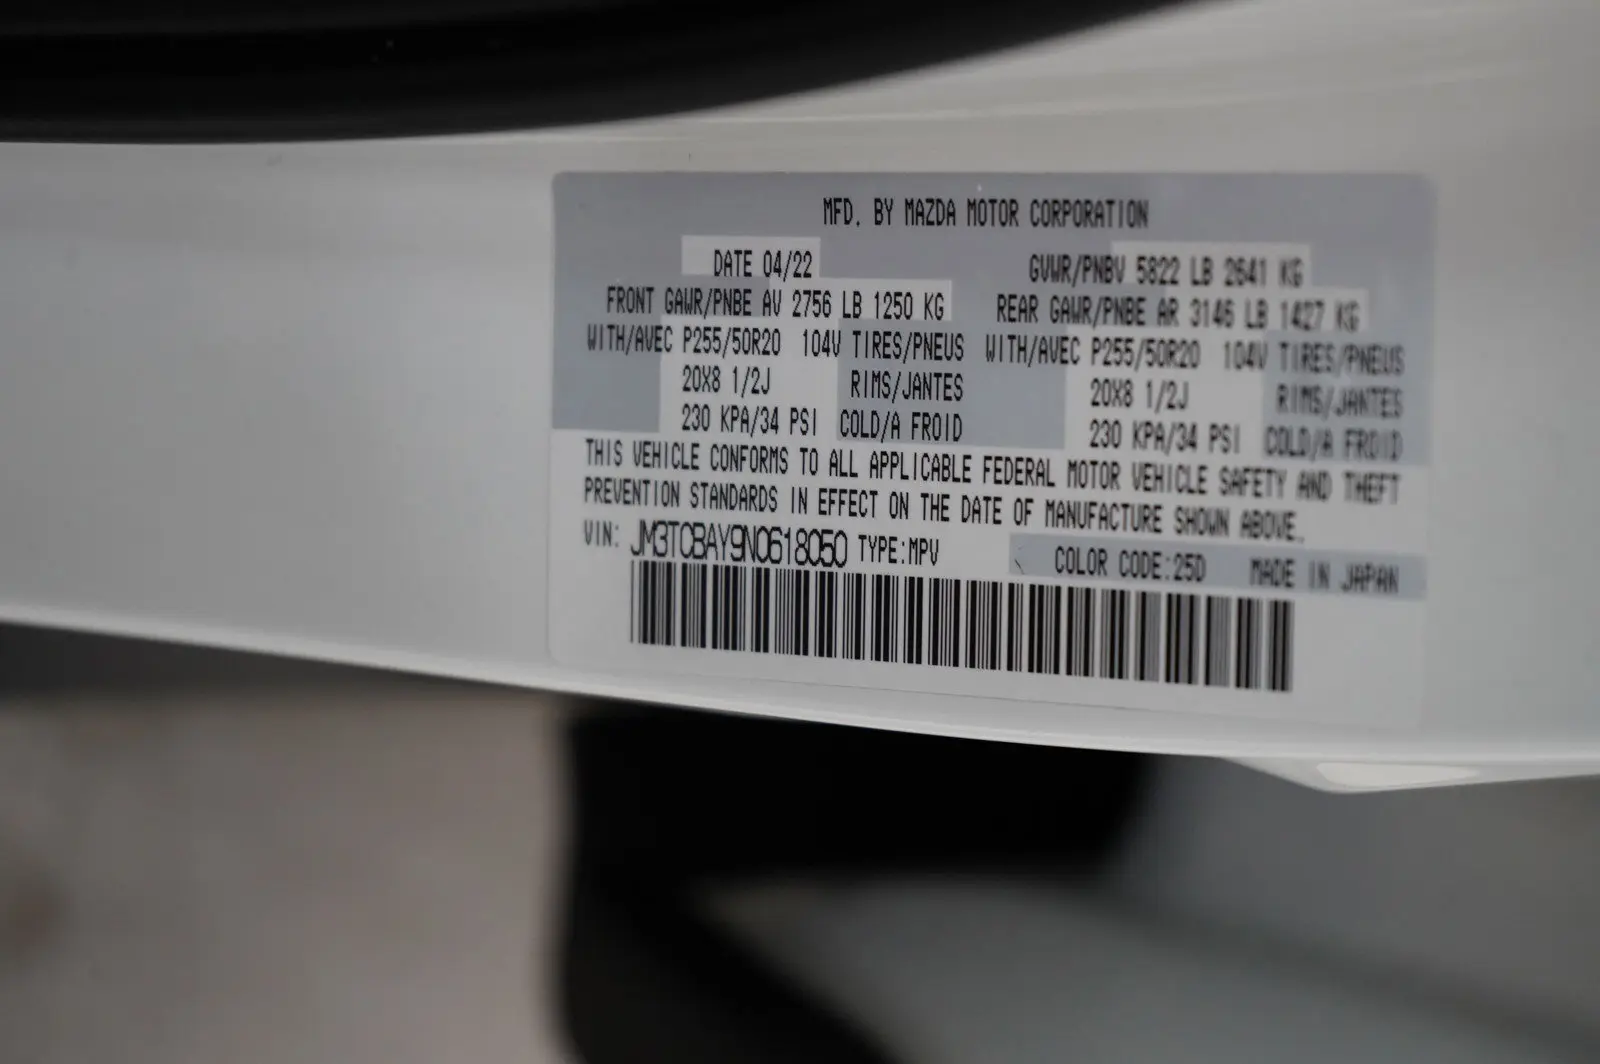 MFD. BY MAZDA MOTOR CORPORATION
DATE 04/22 GVWR/PNBV 5822 LB 2641 KG
FRONT GAWR/PNBE AV 2756 LB 1250 KG REAR GAWR/PNBE AR 3146 LB 1427 KG
WITH/AVEC P255/50R20 104V TIRES/PNEUS WITH/AVEC P255/50R20 104V TIRES/PNEUS
20X8 1/2J RIMS/JANTES 20X8 1/2J RIMS/JANTES
230 KPA/34 PSI COLD/A FROID 230 KPA/34 PSI COLD/A FROID
THIS VEHICLE CONFORMS TO ALL APPLICABLE FEDERAL MOTOR VEHICLE SAFETY AND THEFT
PREVENTION STANDARDS IN EFFECT ON THE DATE OF MANUFACTURE SHOWN ABOVE.
VIN: JM3TCBAY9N0618050 TYPE:MPV COLOR CODE:25D MADE IN JAPAN